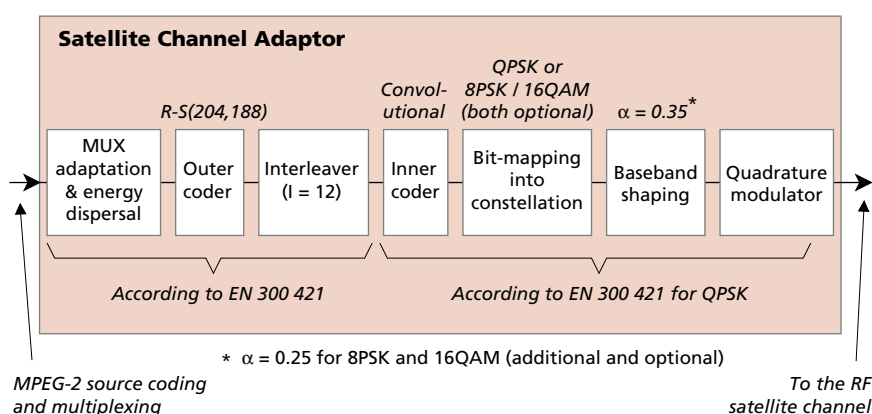 Satellite Channel Adaptor
QPSK or
Convol-
8PSK / 16QAM
R-S(204,188)
utional
(both optional)
α = 0.35*
MUX
adaptation
& energy
dispersal
Outer
coder
Interleaver
(I = 12)
Inner
coder
Bit-mapping
into
constellation
Baseband
shaping
Quadrature
modulator
According to EN 300 421
According to EN 300 421 for QPSK
* α = 0.25 for 8PSK and 16QAM (additional and optional)
MPEG-2 source coding
and multiplexing
To the RF
satellite channel